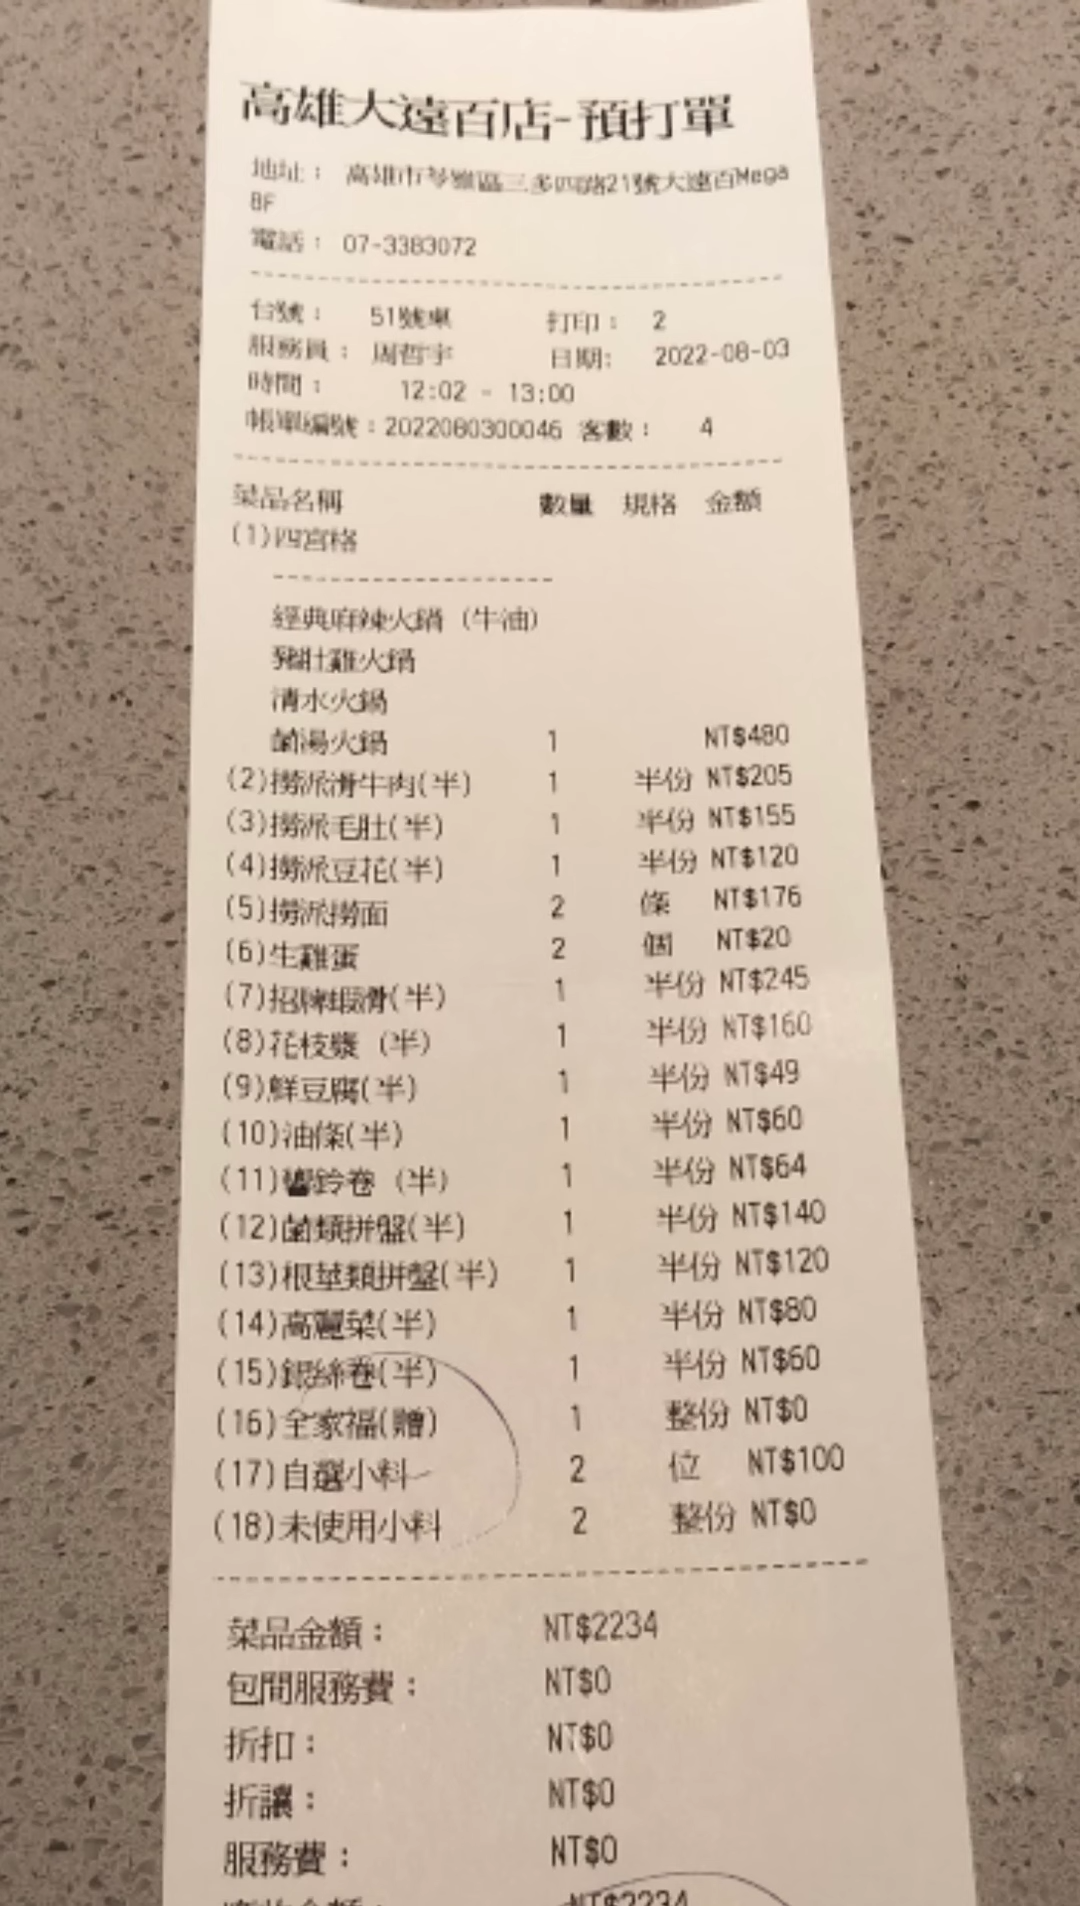 高雄大遠百店-預打單
地址： 高雄市苓雅區三多四路21號大遠百Mega
8F
電話： 07-3383072
台號： 51號桌 打印： 2
服務員： 周哲宇 日期: 2022-08-03
時間： 12:02 - 13:00
帳單編號：2022080300046 客數： 4
菜品名稱 數量 規格 金額
(1)四宮格
經典麻辣火鍋 (牛油)
豬肚雞火鍋
清水火鍋
菌湯火鍋 1 NT$480
(2)撈派滑牛肉(半) 1 半份 NT$205
(3)撈派毛肚(半) 1 半份 NT$155
(4)撈派豆花(半) 1 半份 NT$120
(5)撈派撈面 2 條 NT$176
(6)生雞蛋 2 個 NT$20
(7)招牌蝦滑(半) 1 半份 NT$245
(8)花枝漿 (半) 1 半份 NT$160
(9)鮮豆腐(半) 1 半份 NT$49
(10)油條(半) 1 半份 NT$60
(11)響鈴卷 (半) 1 半份 NT$64
(12)菌類拼盤(半) 1 半份 NT$140
(13)根莖類拼盤(半) 1 半份 NT$120
(14)高麗菜(半) 1 半份 NT$80
(15)銀絲卷(半) 1 半份 NT$60
(16)全家福(贈) 1 整份 NT$0
(17)自選小料 2 位 NT$100
(18)未使用小料 2 整份 NT$0
菜品金額： NT$2234
包間服務費： NT$0
折扣： NT$0
折讓： NT$0
服務費： NT$0
金額： NT$2234